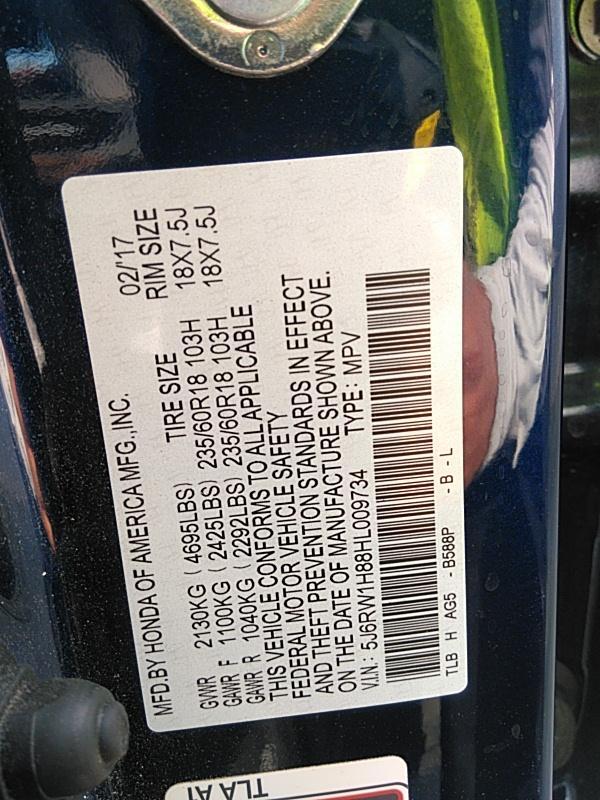 MFD.BY HONDA OF AMERICA MFG.,INC. 02/'17
TIRE SIZE RIM SIZE
GVWR 2130KG ( 4695LBS)
GAWR F 1100KG ( 2425LBS) 235/60R18 103H 18X7.5J
GAWR R 1040KG ( 2292LBS) 235/60R18 103H 18X7.5J
THIS VEHICLE CONFORMS TO ALL APPLICABLE
FEDERAL MOTOR VEHICLE SAFETY
AND THEFT PREVENTION STANDARDS IN EFFECT
ON THE DATE OF MANUFACTURE SHOWN ABOVE.
V.I.N.: 5J6RW1H88HL009734 TYPE: MPV
TLB H AG5 - B588P - B - L
TLA A1